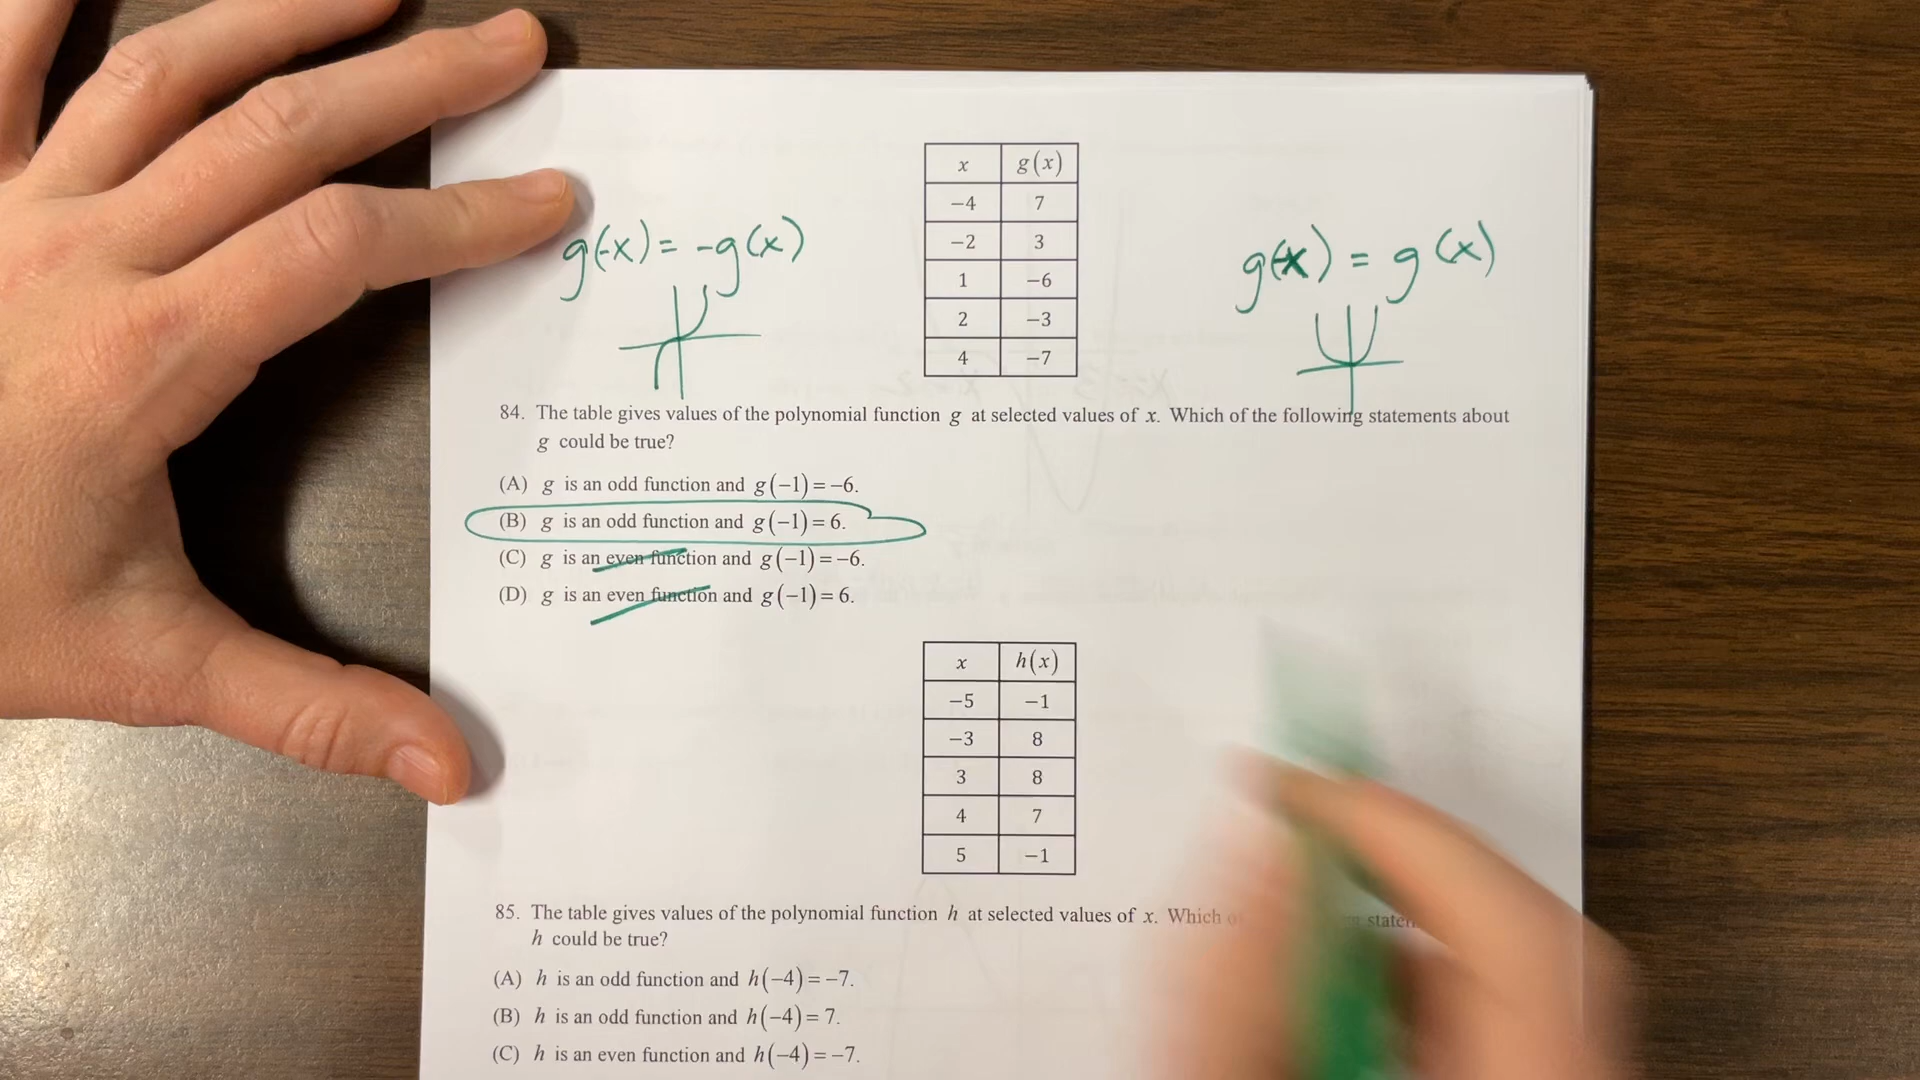 x g(x)
−4 7
−2 3
1 −6
2 −3
4 −7
g(-x) = -g(x)
g(-x) = g(x)
84. The table gives values of the polynomial function g at selected values of x. Which of the following statements about
g could be true?
(A) g is an odd function and g(−1) = −6.
(B) g is an odd function and g(−1) = 6.
(C) g is an even function and g(−1) = −6.
(D) g is an even function and g(−1) = 6.
x h(x)
−5 −1
−3 8
3 8
4 7
5 −1
85. The table gives values of the polynomial function h at selected values of x. Which
h could be true?
(A) h is an odd function and h(−4) = −7.
(B) h is an odd function and h(−4) = 7.
(C) h is an even function and h(−4) = −7.